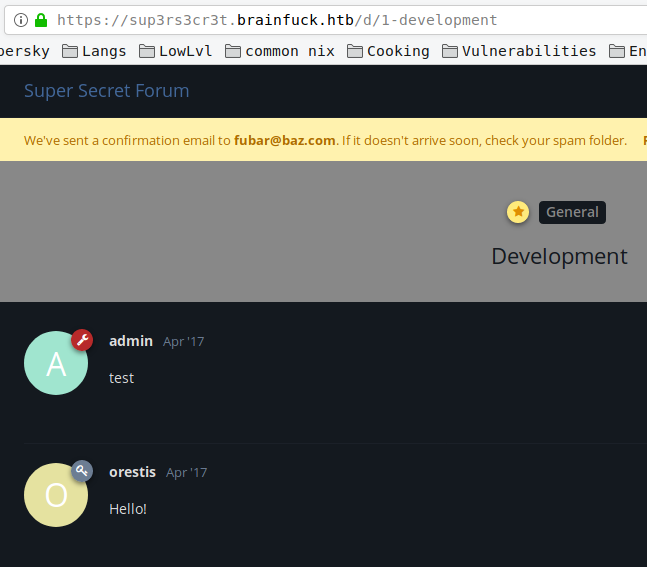 https://sup3rs3cr3t.brainfuck.htb/d/1-development
persky Langs LowLvl common nix Cooking Vulnerabilities En
Super Secret Forum
We've sent a confirmation email to fubar@baz.com. If it doesn't arrive soon, check your spam folder.
General
Development
A
admin Apr '17
test
O
orestis Apr '17
Hello!